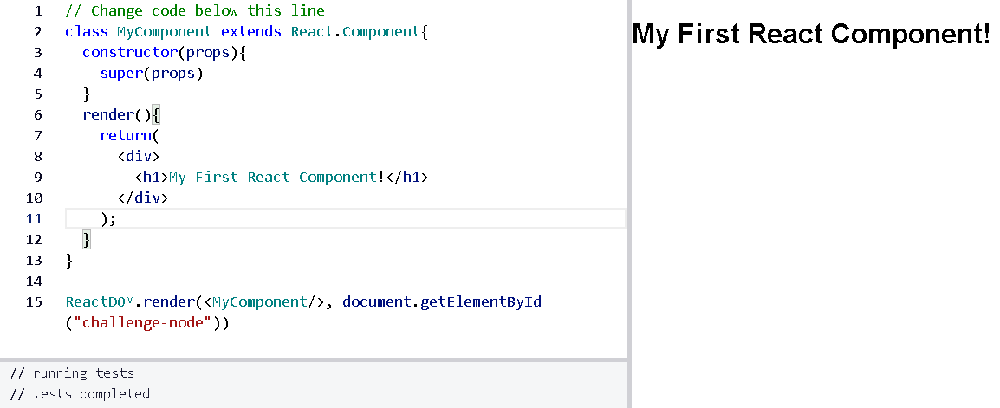 1 // Change code below this line
2 class MyComponent extends React.Component{
3 constructor(props){
4 super(props)
5 }
6 render(){
7 return(
8 <div>
9 <h1>My First React Component!</h1>
10 </div>
11 );
12 }
13 }
14
15 ReactDOM.render(<MyComponent/>, document.getElementById
("challenge-node"))
// running tests
// tests completed
My First React Component!